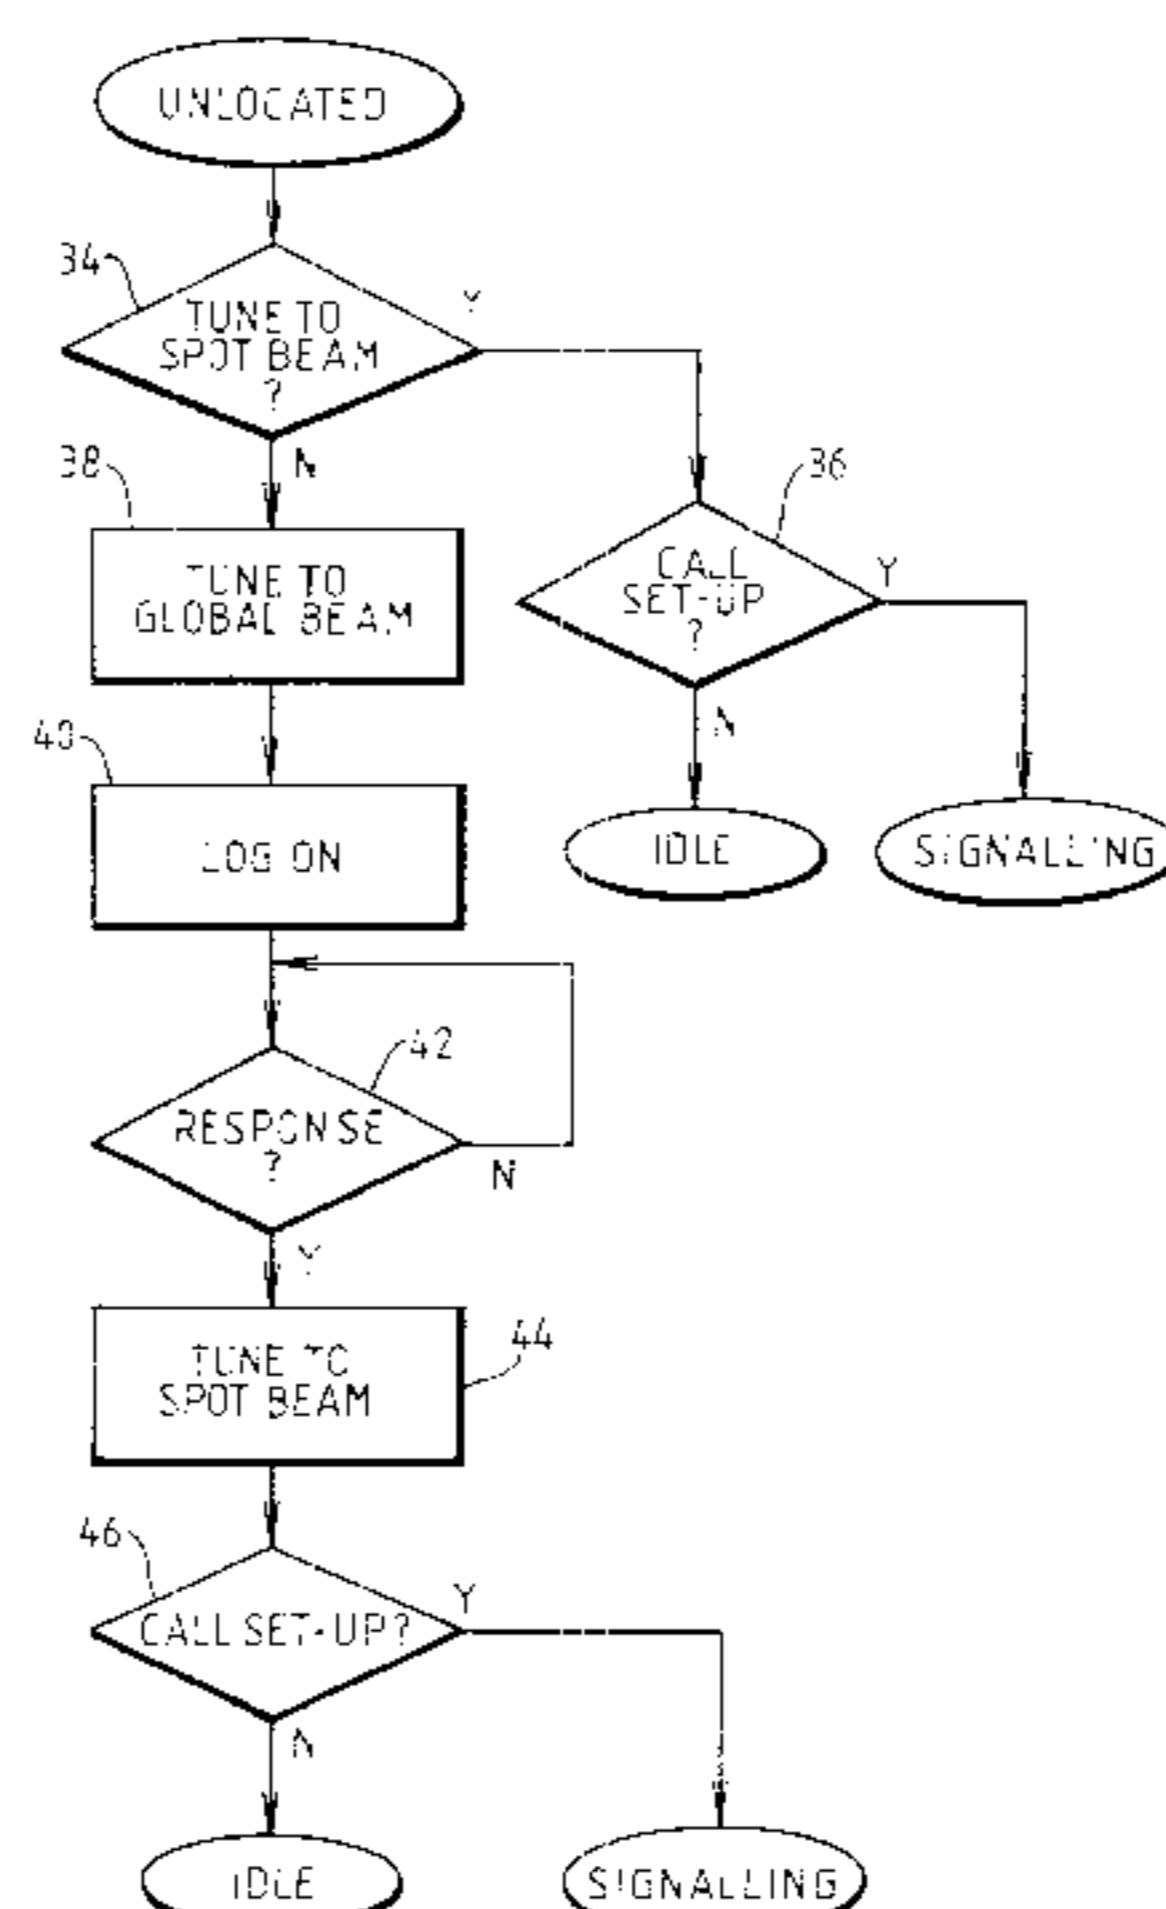 UNLOCATED
34
TUNE TO
SPOT BEAM
?
Y
N
38
TUNE TO
GLOBAL BEAM
36
CALL
SET-UP
?
Y
N
IDLE
SIGNALLING
40
LOG ON
42
RESPONSE
?
N
Y
44
TUNE TO
SPOT BEAM
46
CALL SET-UP?
Y
N
IDLE
SIGNALLING